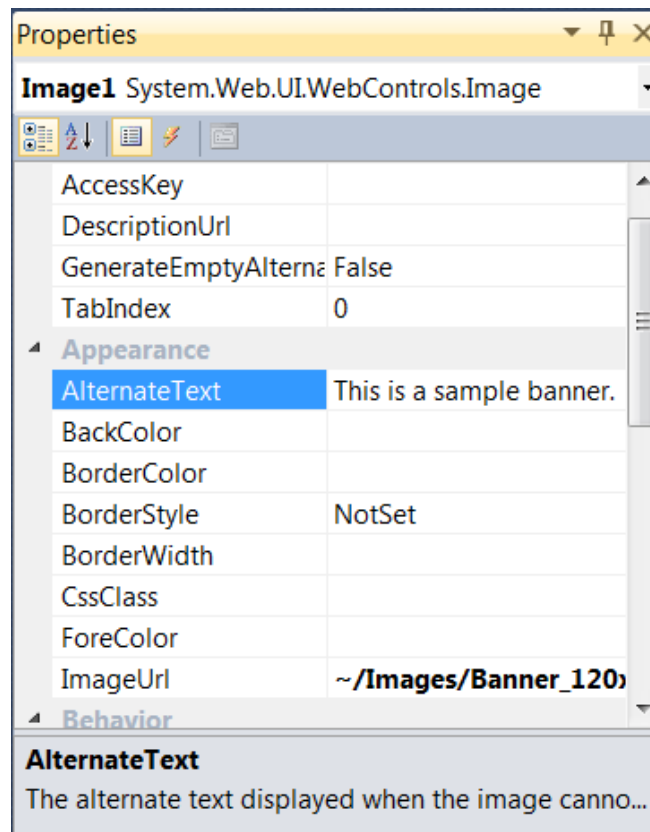 Properties
Image1 System.Web.UI.WebControls.Image
AccessKey
DescriptionUrl
GenerateEmptyAlterna False
TabIndex 0
Appearance
AlternateText This is a sample banner.
BackColor
BorderColor
BorderStyle NotSet
BorderWidth
CssClass
ForeColor
ImageUrl ~/Images/Banner_120x
Behavior
AlternateText
The alternate text displayed when the image canno...